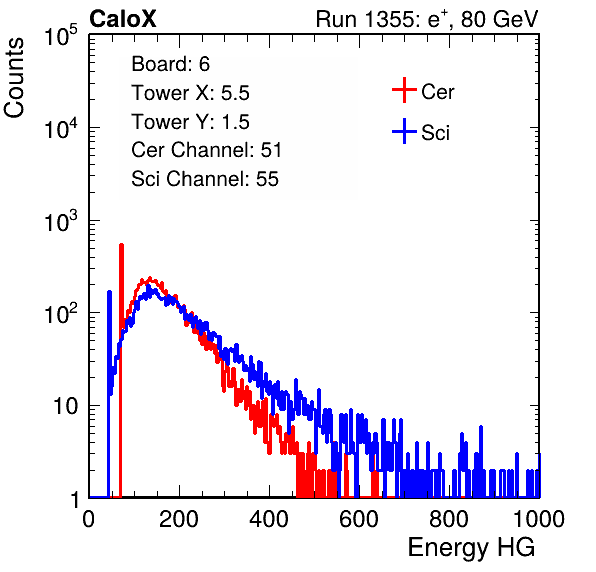 CaloX Run 1355: e⁺, 80 GeV
Counts
Board: 6
Tower X: 5.5
Tower Y: 1.5
Cer Channel: 51
Sci Channel: 55
Cer
Sci
10⁵
10⁴
10³
10²
10
1
0 200 400 600 800 1000
Energy HG